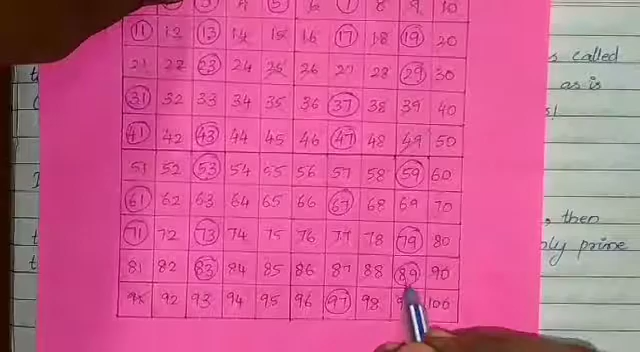 3 5 6 7 8 9 10
11 12 13 14 15 16 17 18 19 20
21 22 23 24 25 26 27 28 29 30
31 32 33 34 35 36 37 38 39 40
41 42 43 44 45 46 47 48 49 50
51 52 53 54 55 56 57 58 59 60
61 62 63 64 65 66 67 68 69 70
71 72 73 74 75 76 77 78 79 80
81 82 83 84 85 86 87 88 89 90
91 92 93 94 95 96 97 98 100
called
as is
then
prime